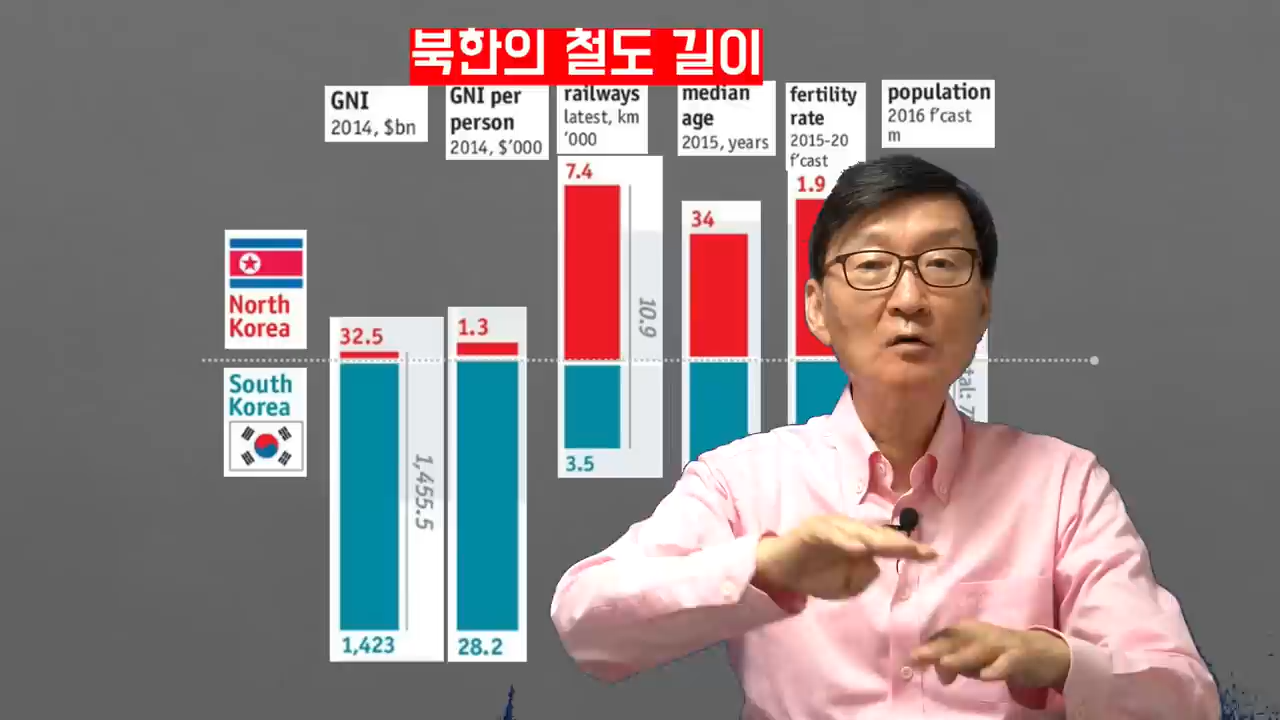 북한의 철도 길이
GNI
2014, $bn
GNI per
person
2014, $'000
railways
latest, km
'000
median
age
2015, years
fertility
rate
2015-20
f'cast
population
2016 f'cast
m
7.4
34
1.9
North
Korea
32.5
1.3
10.9
South
Korea
1,455.5
3.5
1,423
28.2